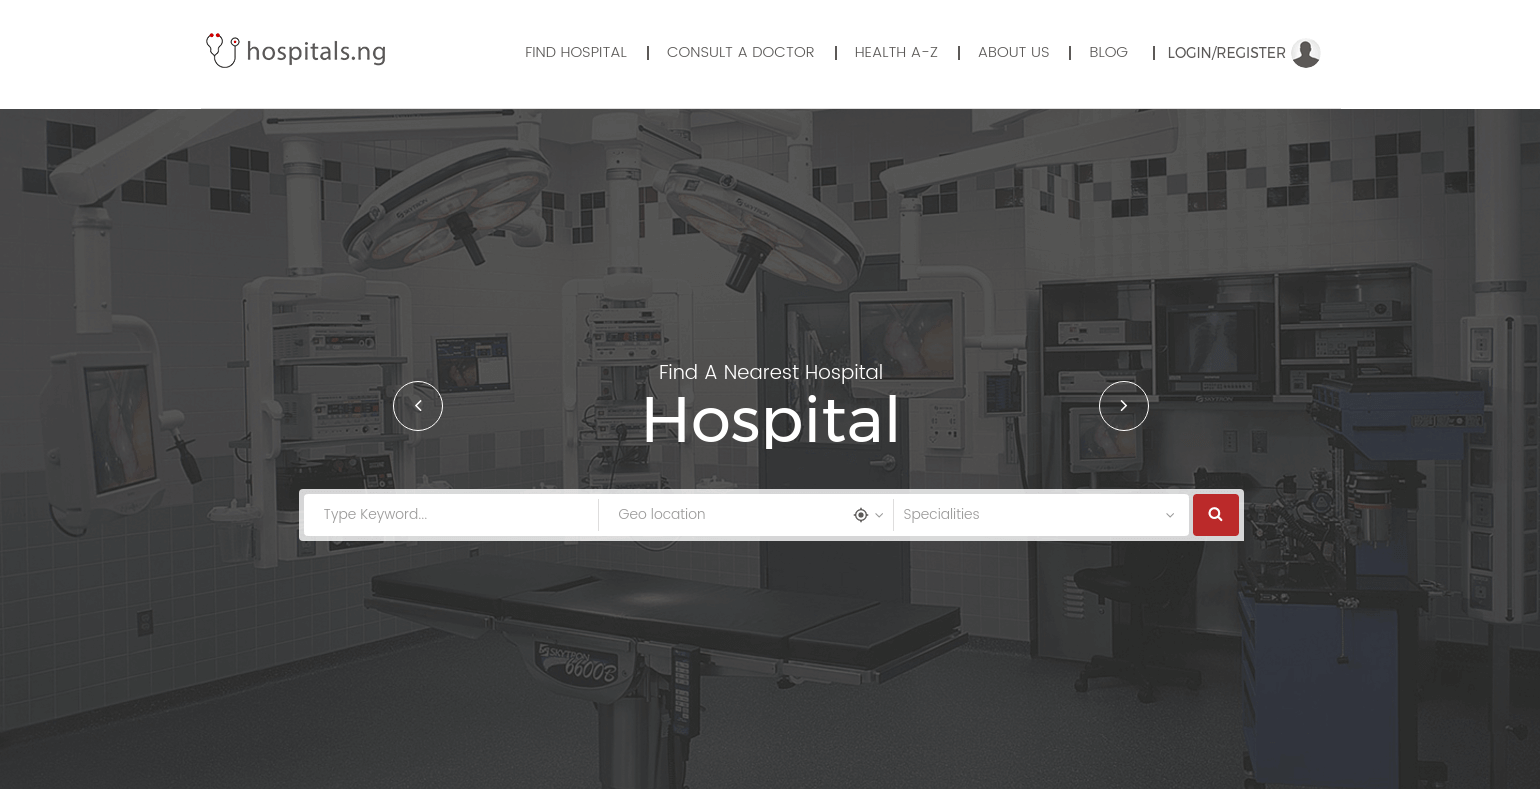 hospitals.ng
FIND HOSPITAL
CONSULT A DOCTOR
HEALTH A-Z
ABOUT US
BLOG
LOGIN/REGISTER
Find A Nearest Hospital
Hospital
Type Keyword...
Geo location
Specialities
SKYTRON
6600B